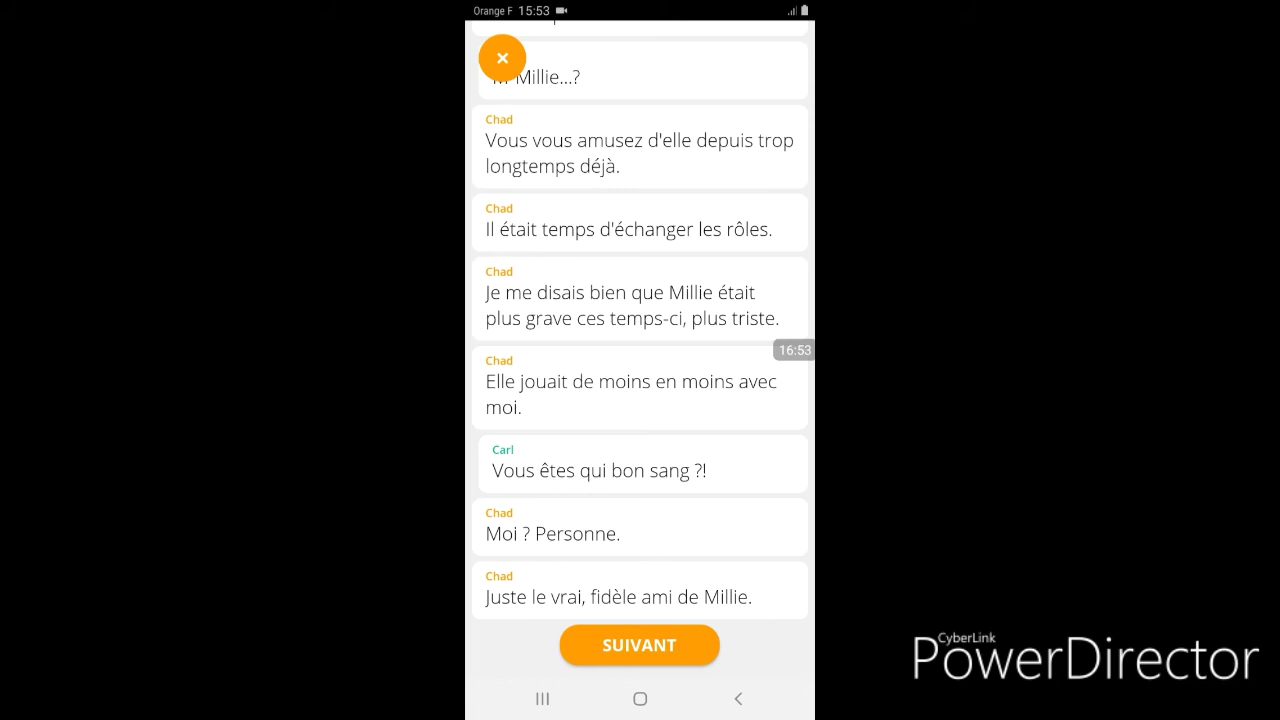 Orange F 15:53
Millie...?
Chad
Vous vous amusez d'elle depuis trop
longtemps déjà.
Chad
Il était temps d'échanger les rôles.
Chad
Je me disais bien que Millie était
plus grave ces temps-ci, plus triste.
16:53
Chad
Elle jouait de moins en moins avec
moi.
Carl
Vous êtes qui bon sang ?!
Chad
Moi ? Personne.
Chad
Juste le vrai, fidèle ami de Millie.
SUIVANT
CyberLink
PowerDirector